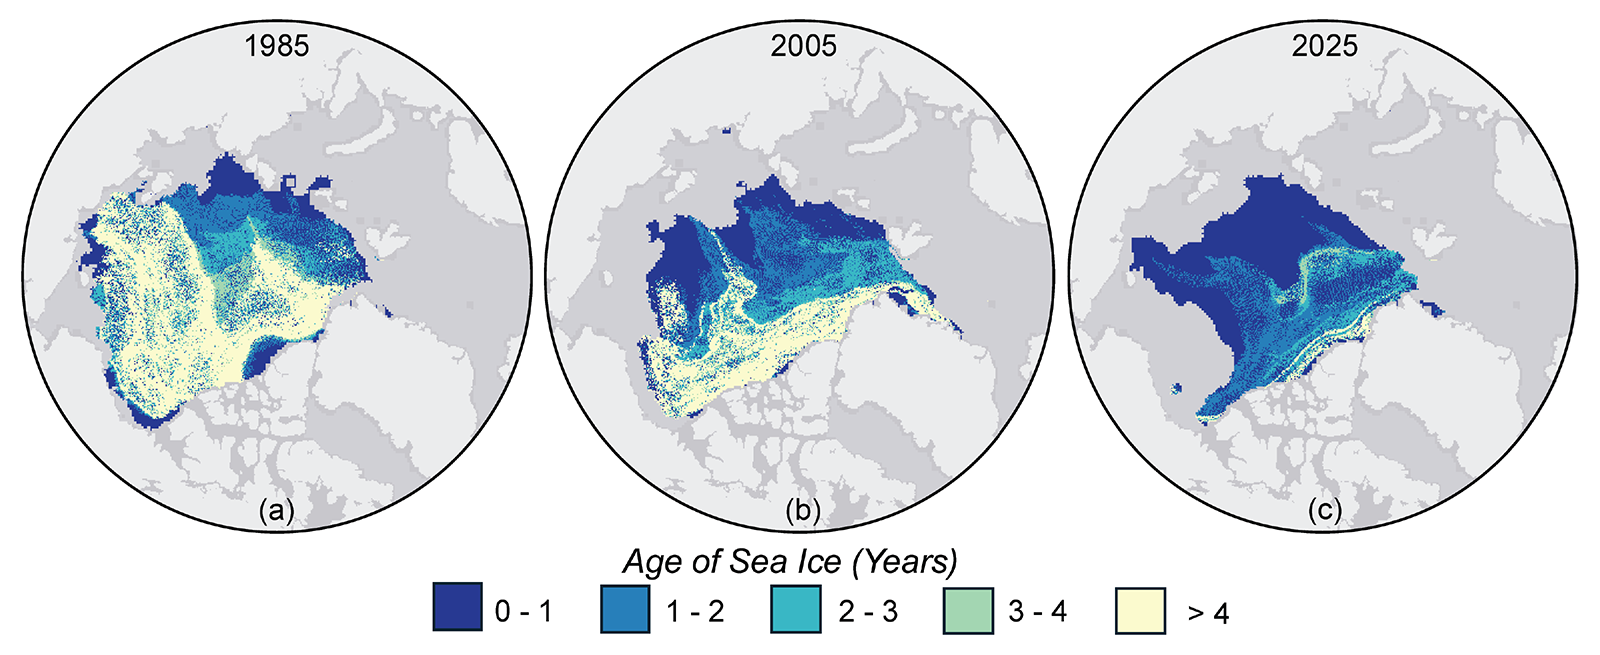 1985
2005
2025
(a)
(b)
(c)
Age of Sea Ice (Years)
0 - 1
1 - 2
2 - 3
3 - 4
> 4